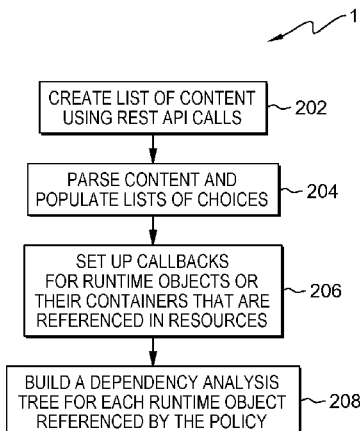 1
CREATE LIST OF CONTENT
USING REST API CALLS
202
PARSE CONTENT AND
POPULATE LISTS OF CHOICES
204
SET UP CALLBACKS
FOR RUNTIME OBJECTS OR
THEIR CONTAINERS THAT ARE
REFERENCED IN RESOURCES
206
BUILD A DEPENDENCY ANALYSIS
TREE FOR EACH RUNTIME OBJECT
REFERENCED BY THE POLICY
208